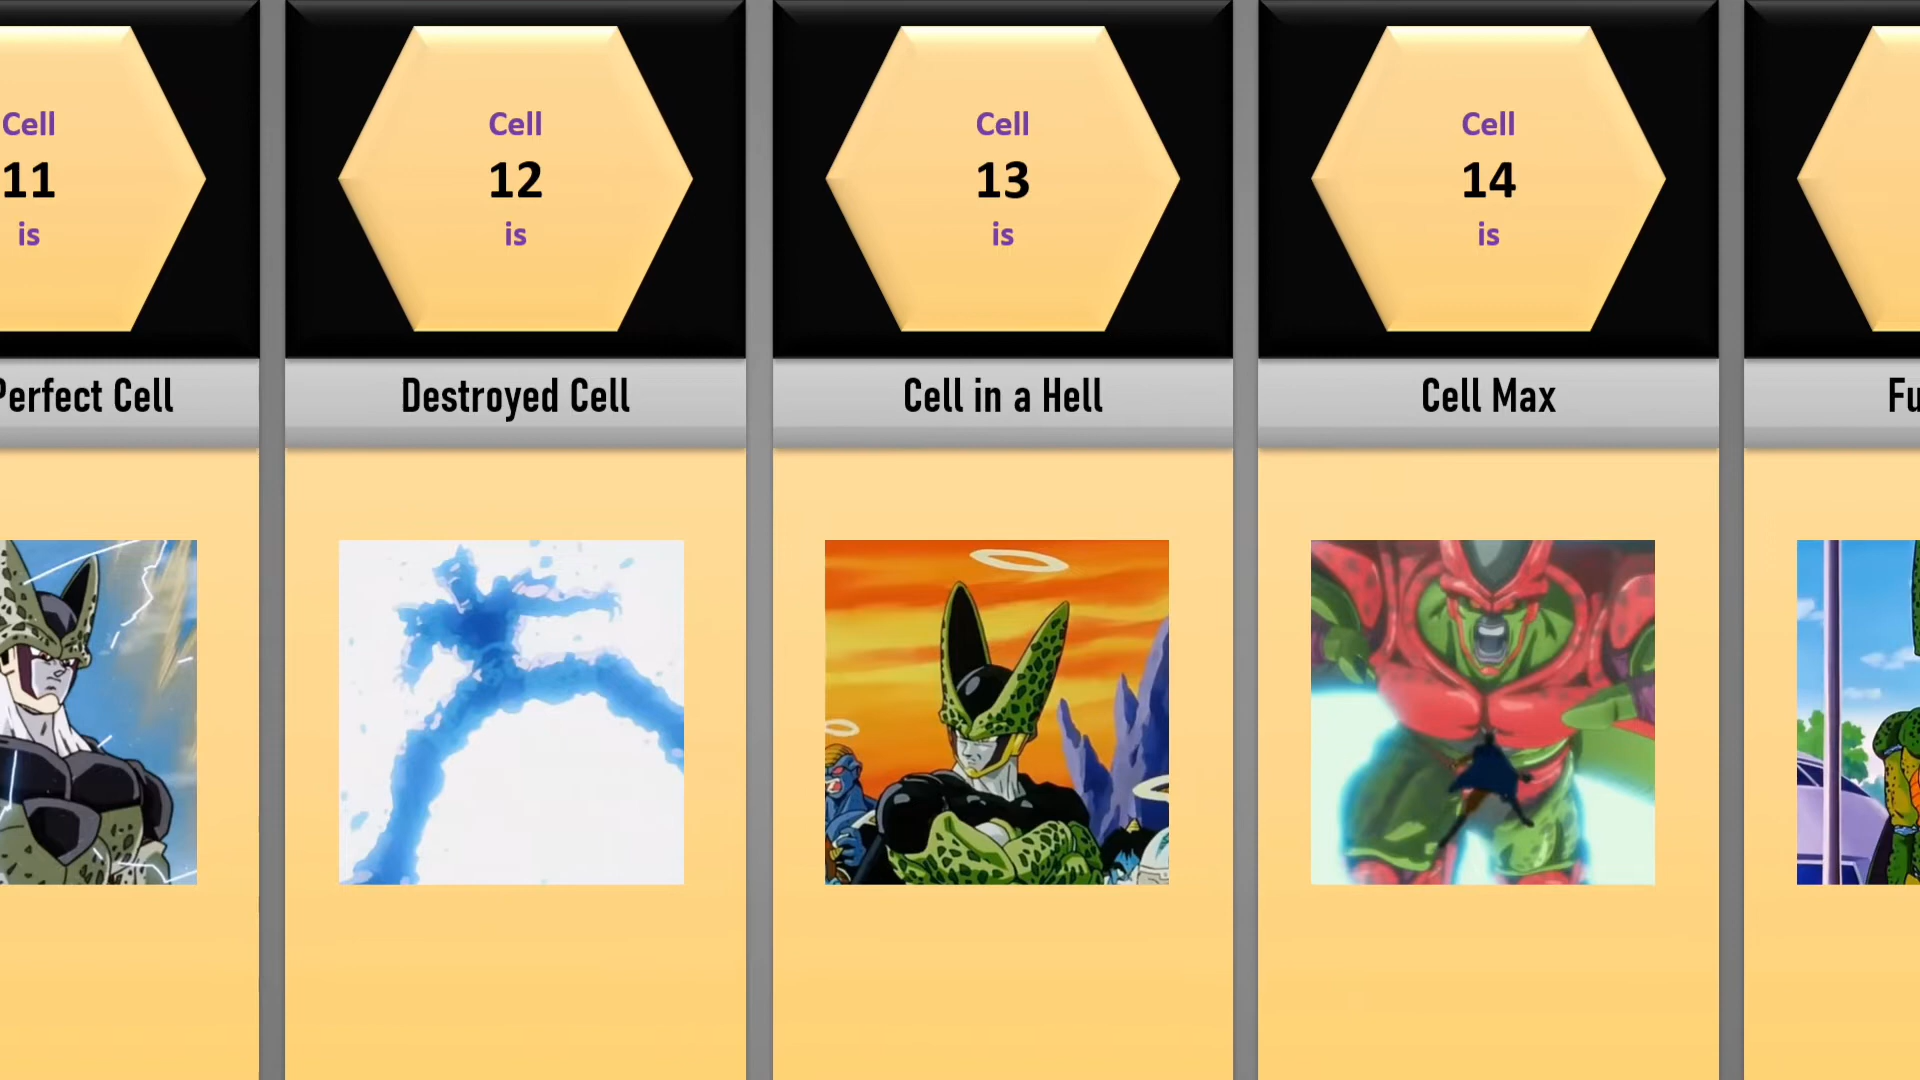 Cell
11
is
Perfect Cell
Cell
12
is
Destroyed Cell
Cell
13
is
Cell in a Hell
Cell
14
is
Cell Max
Fu